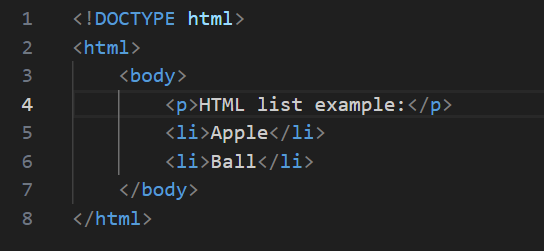 1 <!DOCTYPE html>
2 <html>
3     <body>
4         <p>HTML list example:</p>
5         <li>Apple</li>
6         <li>Ball</li>
7     </body>
8 </html>